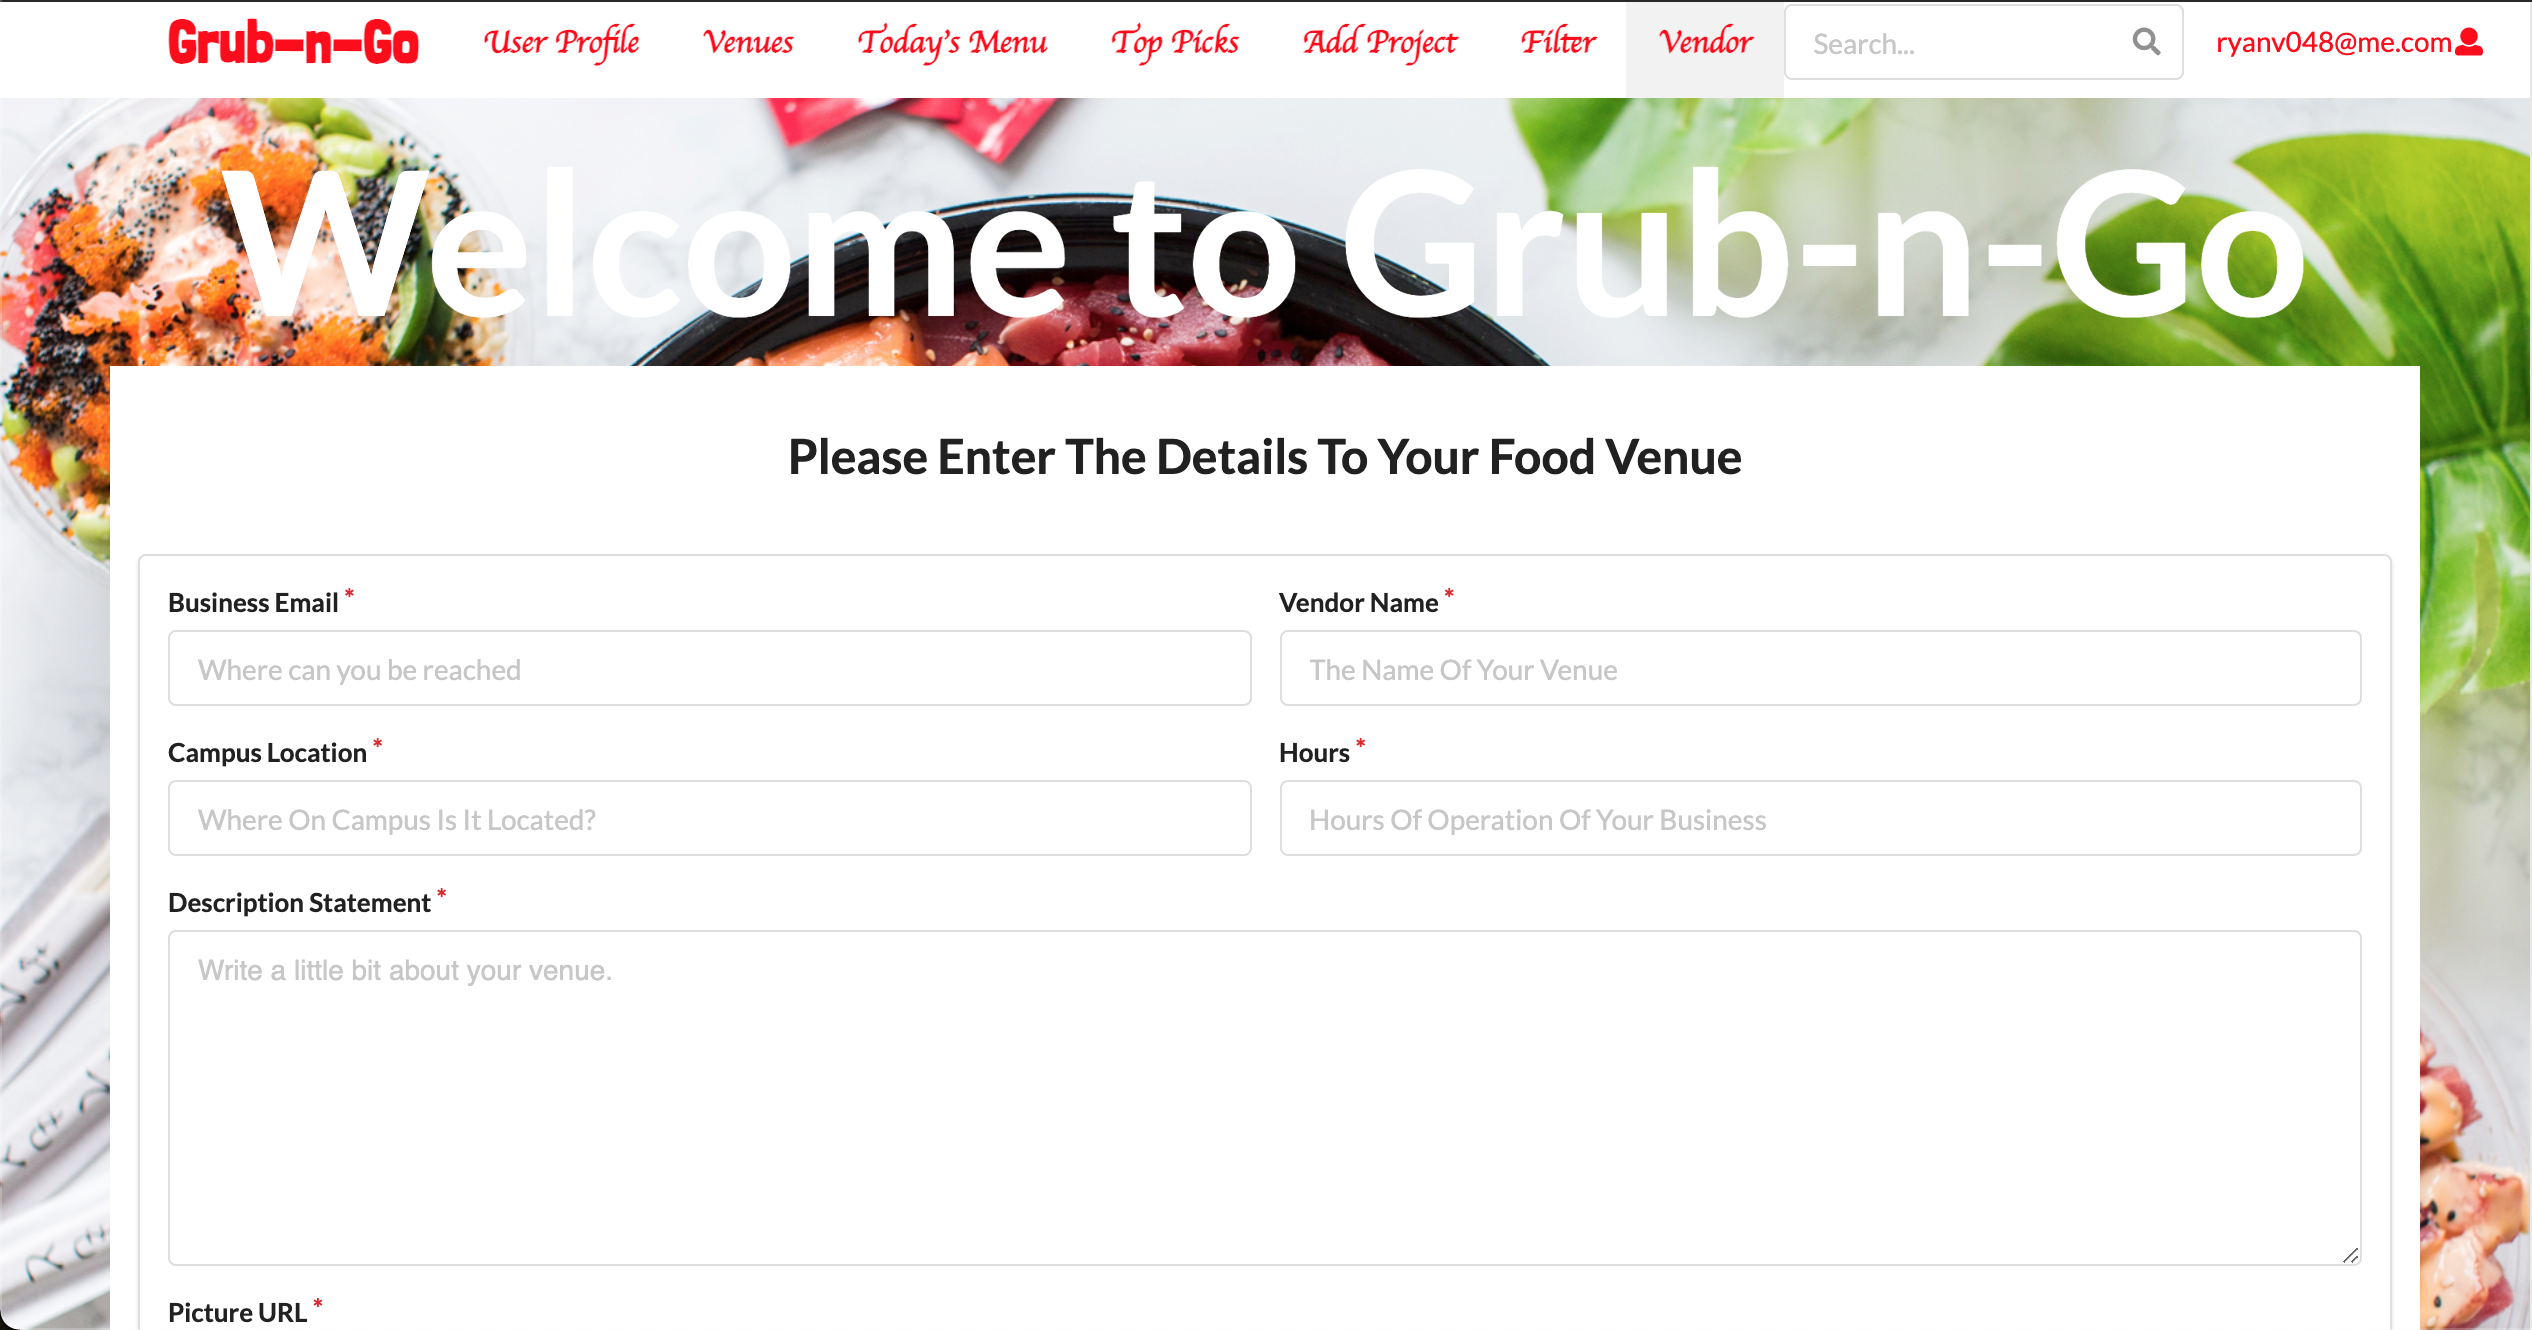 Grub-n-Go User Profile Venues Today's Menu Top Picks Add Project Filter Vendor Search... ryanv048@me.com
Welcome to Grub-n-Go
Please Enter The Details To Your Food Venue
Business Email * Vendor Name *
Where can you be reached The Name Of Your Venue
Campus Location * Hours *
Where On Campus Is It Located? Hours Of Operation Of Your Business
Description Statement *
Write a little bit about your venue.
Picture URL *